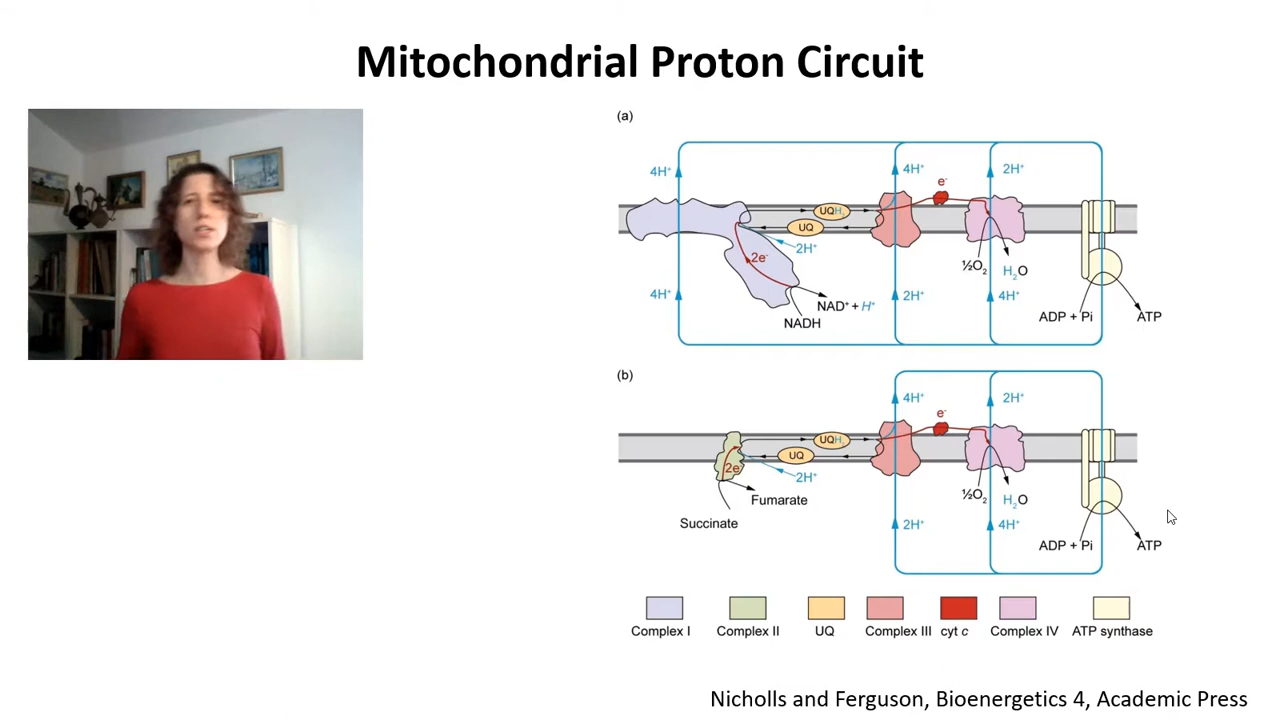 Mitochondrial Proton Circuit
(a)
4H⁺ 4H⁺ 2H⁺
e⁻
UQH₂
UQ
2H⁺
2e⁻
½O₂ H₂O
4H⁺ 2H⁺ 4H⁺
NAD⁺ + H⁺
NADH
ADP + Pi ATP
(b)
4H⁺ 2H⁺
e⁻
UQH₂
UQ
2e⁻
2H⁺
½O₂ H₂O
Fumarate
Succinate
2H⁺ 4H⁺
ADP + Pi ATP
Complex I Complex II UQ Complex III cyt c Complex IV ATP synthase
Nicholls and Ferguson, Bioenergetics 4, Academic Press